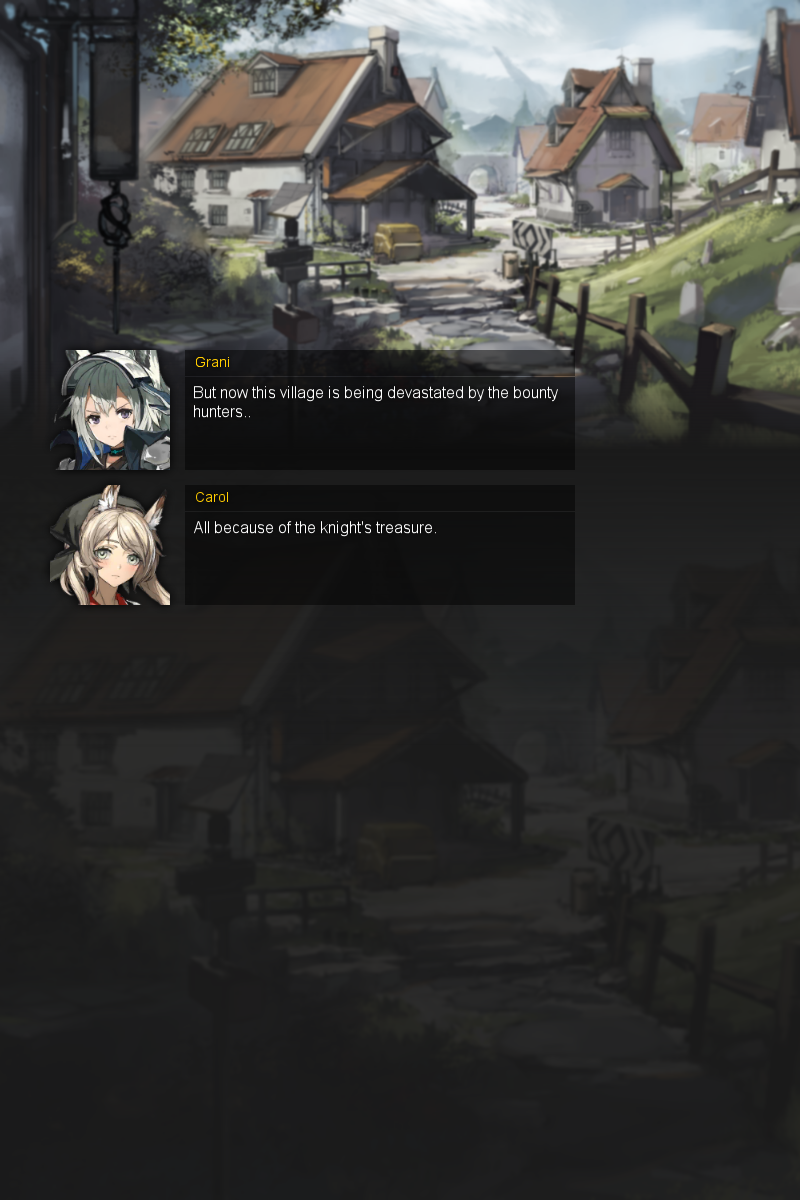 Grani
But now this village is being devastated by the bounty
hunters..
Carol
All because of the knight's treasure.